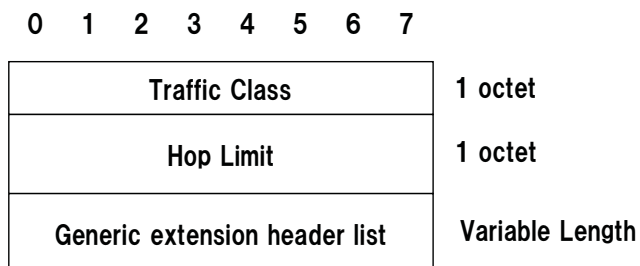 0 1 2 3 4 5 6 7
Traffic Class 1 octet
Hop Limit 1 octet
Generic extension header list Variable Length